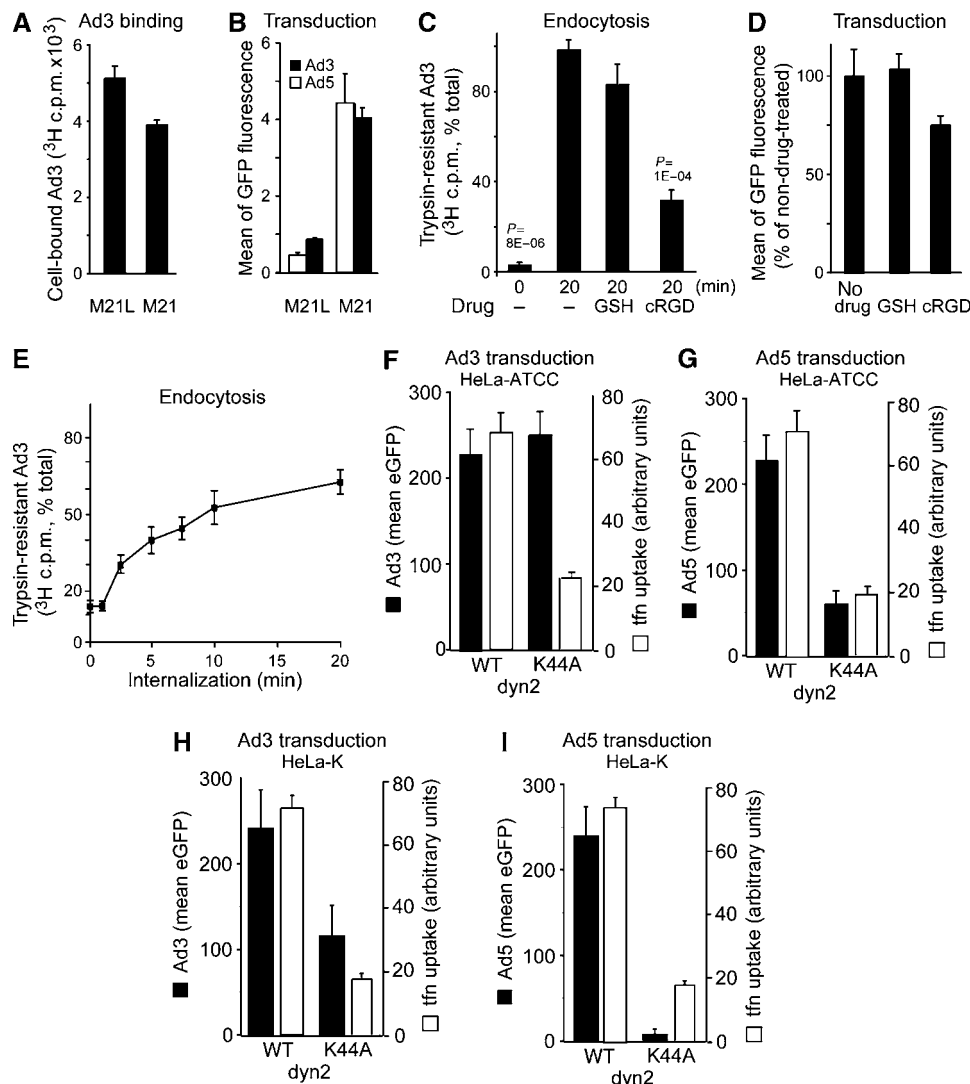 A
Ad3 binding
Cell-bound Ad3 (³H c.p.m. x10³)
6
4
2
0
M21L M21
B
Transduction
Mean of GFP fluorescence
6
4
2
0
Ad3
Ad5
M21L M21
C
Endocytosis
Trypsin-resistant Ad3
(³H c.p.m., % total)
80
40
0
P=
8E–06
P=
1E–04
0 20 20 20 (min)
Drug – – GSH cRGD
D
Transduction
Mean of GFP fluorescence
(% of non-drug-treated)
100
50
0
No
drug GSH cRGD
E
Endocytosis
Trypsin-resistant Ad3
(³H c.p.m., % total)
80
50
20
0
0 5 10 20
Internalization (min)
F
Ad3 transduction
HeLa-ATCC
Ad3 (mean eGFP)
300
200
100
0
tfn uptake (arbitrary units)
80
60
40
20
0
WT K44A
dyn2
G
Ad5 transduction
HeLa-ATCC
Ad5 (mean eGFP)
300
200
100
0
tfn uptake (arbitrary units)
80
60
40
20
0
WT K44A
dyn2
H
Ad3 transduction
HeLa-K
Ad3 (mean eGFP)
300
200
100
0
tfn uptake (arbitrary units)
80
60
40
20
0
WT K44A
dyn2
I
Ad5 transduction
HeLa-K
Ad5 (mean eGFP)
300
200
100
0
tfn uptake (arbitrary units)
80
60
40
20
0
WT K44A
dyn2